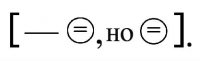 [ — ⊜, но ⊜ ].